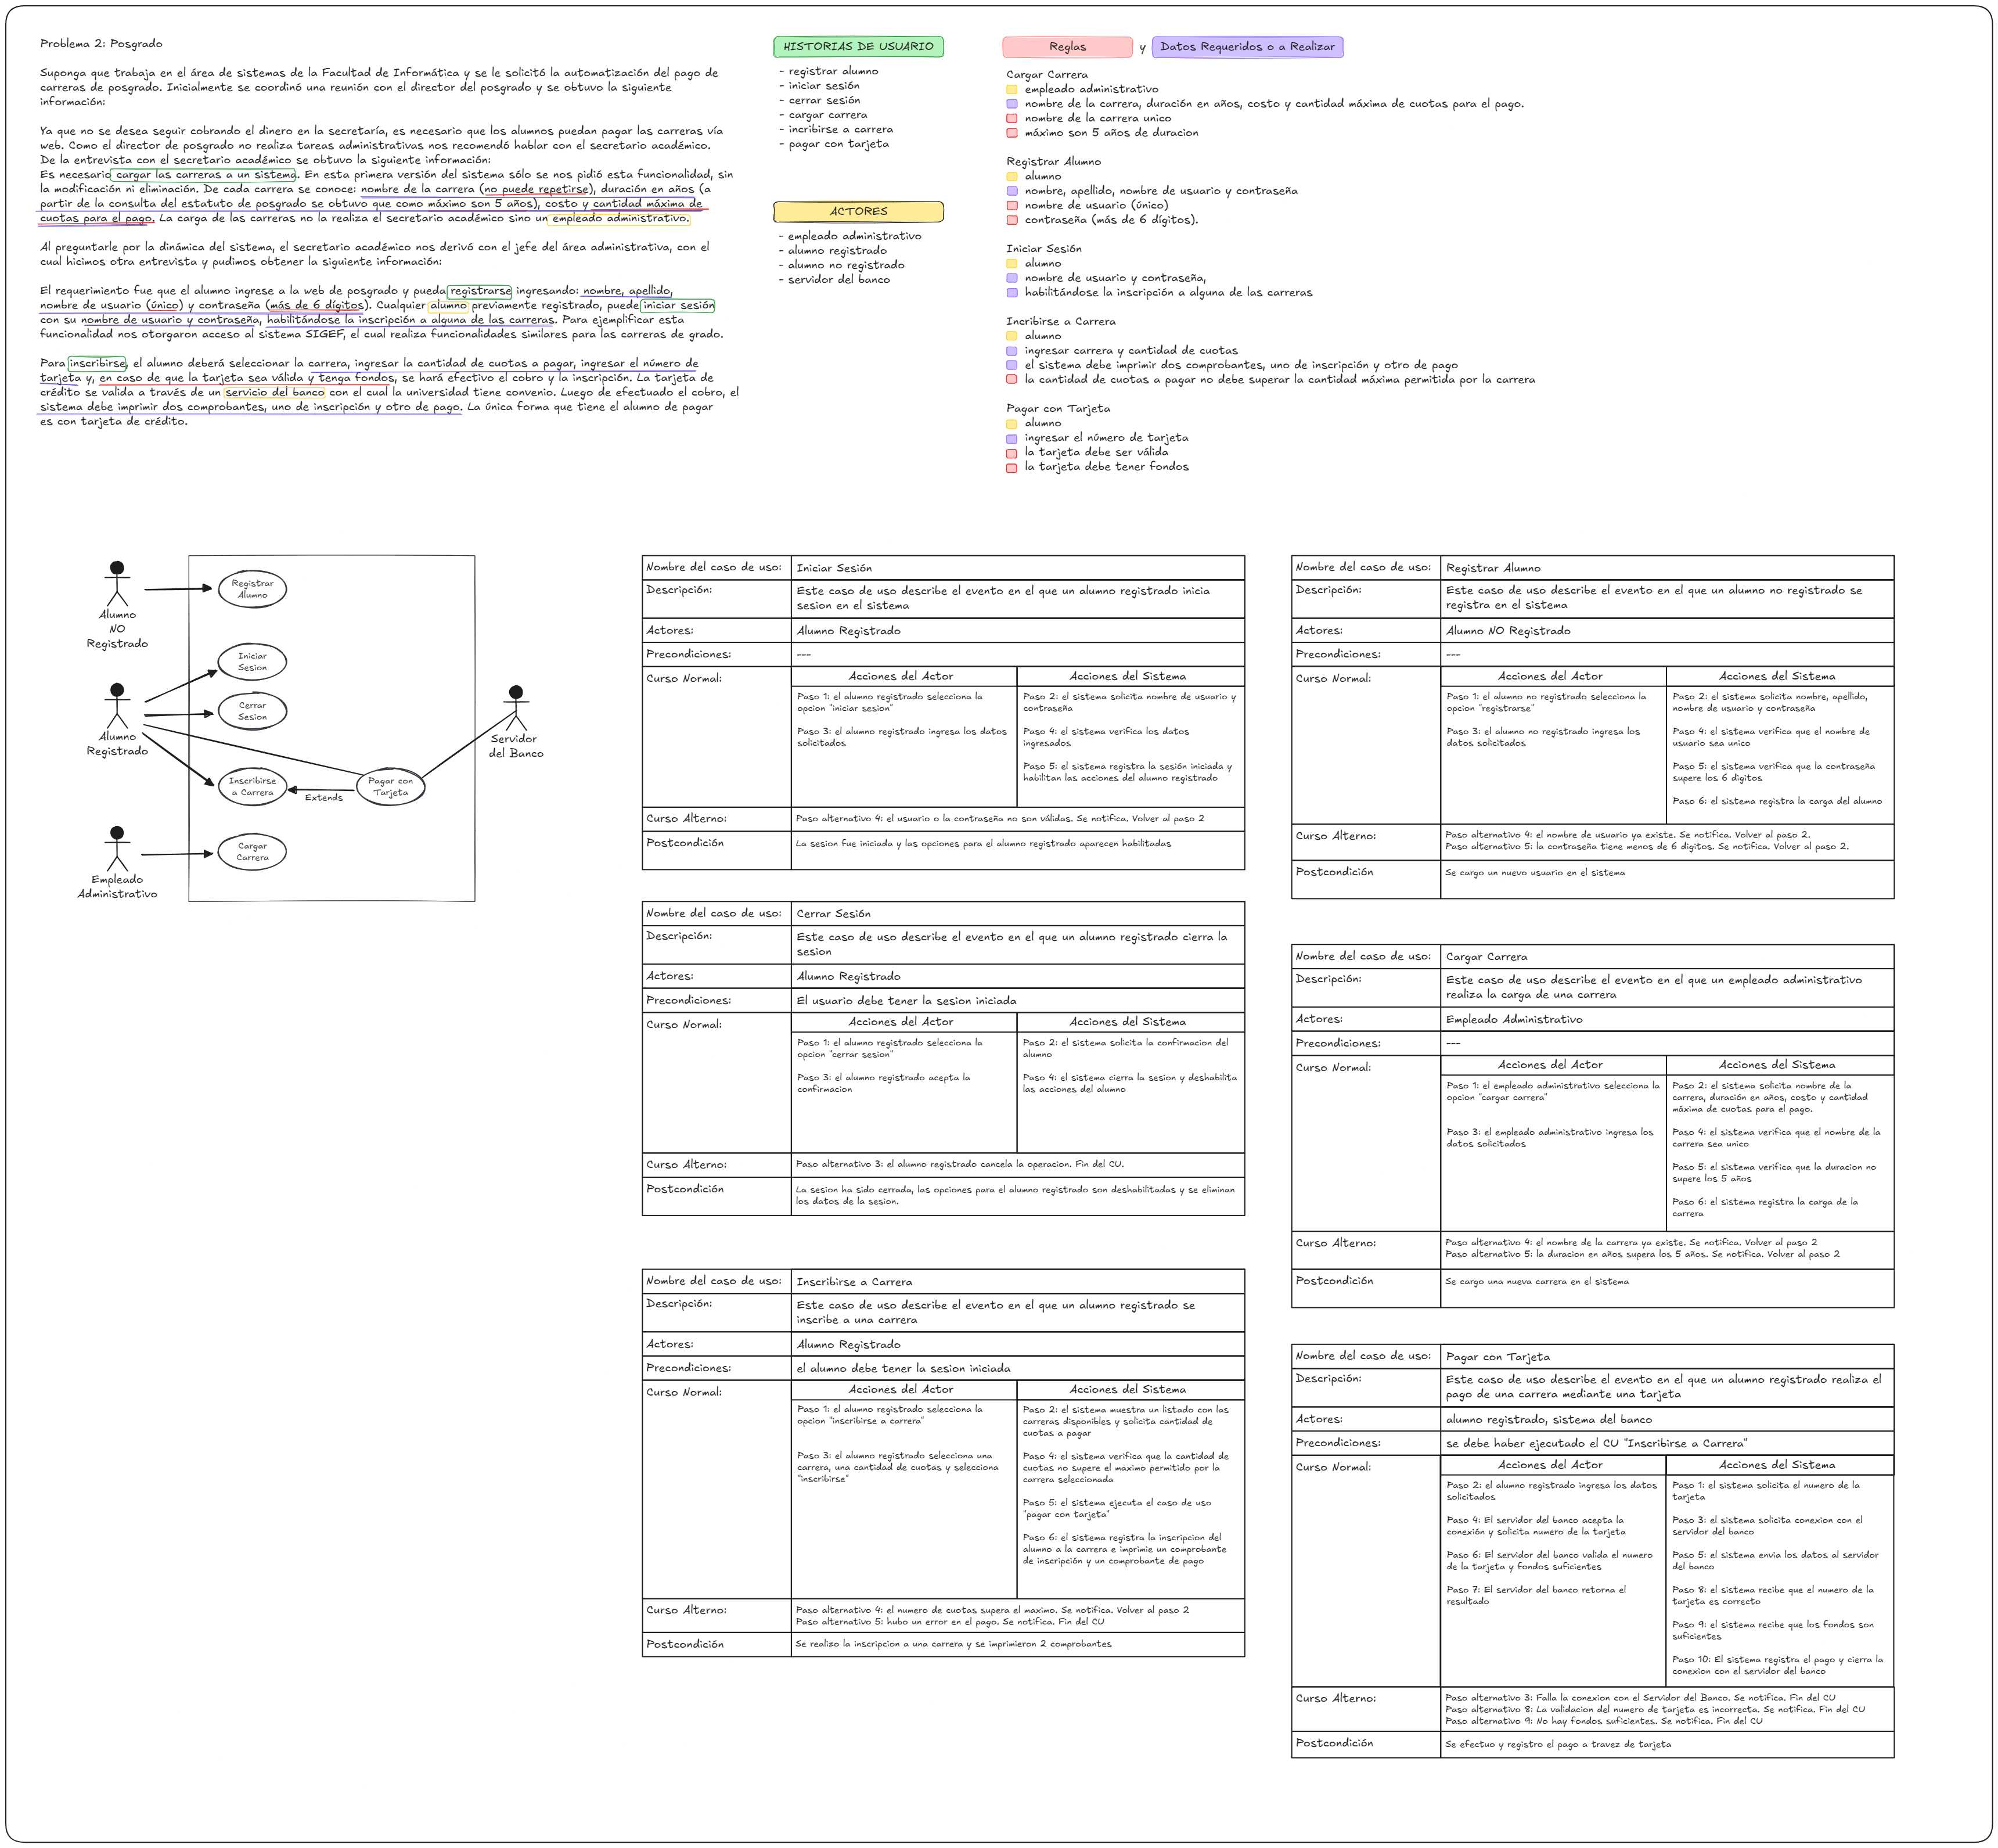 Problema 2: Posgrado
Suponga que trabaja en el área de sistemas de la Facultad de Informática y se le solicitó la automatización del pago de
carreras de posgrado. Inicialmente se coordinó una reunión con el director del posgrado y se obtuvo la siguiente
información:
Ya que no se desea seguir cobrando el dinero en la secretaría, es necesario que los alumnos puedan pagar las carreras vía
web. Como el director de posgrado no realiza tareas administrativas nos recomendó hablar con el secretario académico.
De la entrevista con el secretario académico se obtuvo la siguiente información:
Es necesario cargar las carreras a un sistema. En esta primera versión del sistema sólo se nos pidió esta funcionalidad, sin
la modificación ni eliminación. De cada carrera se conoce: nombre de la carrera (no puede repetirse), duración en años (a
partir de la consulta del estatuto de posgrado se obtuvo que como máximo son 5 años), costo y cantidad máxima de
cuotas para el pago. La carga de las carreras no la realiza el secretario académico sino un empleado administrativo.
Al preguntarle por la dinámica del sistema, el secretario académico nos derivó con el jefe del área administrativa, con el
cual hicimos otra entrevista y pudimos obtener la siguiente información:
El requerimiento fue que el alumno ingrese a la web de posgrado y pueda registrarse ingresando: nombre, apellido,
nombre de usuario (único) y contraseña (más de 6 dígitos). Cualquier alumno previamente registrado, puede iniciar sesión
con su nombre de usuario y contraseña, habilitándose la inscripción a alguna de las carreras. Para ejemplificar esta
funcionalidad nos otorgaron acceso al sistema SIGEF, el cual realiza funcionalidades similares para las carreras de grado.
Para inscribirse, el alumno deberá seleccionar la carrera, ingresar la cantidad de cuotas a pagar, ingresar el número de
tarjeta y, en caso de que la tarjeta sea válida y tenga fondos, se hará efectivo el cobro y la inscripción. La tarjeta de
crédito se valida a través de un servicio del banco con el cual la universidad tiene convenio. Luego de efectuado el cobro, el
sistema debe imprimir dos comprobantes, uno de inscripción y otro de pago. La única forma que tiene el alumno de pagar
es con tarjeta de crédito.
HISTORIAS DE USUARIO
- registrar alumno
- iniciar sesión
- cerrar sesión
- cargar carrera
- incribirse a carrera
- pagar con tarjeta
ACTORES
- empleado administrativo
- alumno registrado
- alumno no registrado
- servidor del banco
Reglas y Datos Requeridos o a Realizar
Cargar Carrera
empleado administrativo
nombre de la carrera, duración en años, costo y cantidad máxima de cuotas para el pago.
nombre de la carrera unico
máximo son 5 años de duracion
Registrar Alumno
alumno
nombre, apellido, nombre de usuario y contraseña
nombre de usuario (único)
contraseña (más de 6 dígitos).
Iniciar Sesión
alumno
nombre de usuario y contraseña,
habilitándose la inscripción a alguna de las carreras
Incribirse a Carrera
alumno
ingresar carrera y cantidad de cuotas
el sistema debe imprimir dos comprobantes, uno de inscripción y otro de pago
la cantidad de cuotas a pagar no debe superar la cantidad máxima permitida por la carrera
Pagar con Tarjeta
alumno
ingresar el número de tarjeta
la tarjeta debe ser válida
la tarjeta debe tener fondos
Alumno
NO
Registrado
Registrar
Alumno
Iniciar
Sesion
Cerrar
Sesion
Alumno
Registrado
Servidor
del Banco
Inscribirse
a Carrera
Extends
Pagar con
Tarjeta
Cargar
Carrera
Empleado
Administrativo
Nombre del caso de uso: Iniciar Sesión
Descripción: Este caso de uso describe el evento en el que un alumno registrado inicia
sesion en el sistema
Actores: Alumno Registrado
Precondiciones: ---
Curso Normal: Acciones del Actor Acciones del Sistema
Paso 1: el alumno registrado selecciona la
opcion "iniciar sesion"
Paso 3: el alumno registrado ingresa los datos
solicitados
Paso 2: el sistema solicita nombre de usuario y
contraseña
Paso 4: el sistema verifica los datos
ingresados
Paso 5: el sistema registra la sesión iniciada y
habilitan las acciones del alumno registrado
Curso Alterno: Paso alternativo 4: el usuario o la contraseña no son válidas. Se notifica. Volver al paso 2
Postcondición La sesion fue iniciada y las opciones para el alumno registrado aparecen habilitadas
Nombre del caso de uso: Registrar Alumno
Descripción: Este caso de uso describe el evento en el que un alumno no registrado se
registra en el sistema
Actores: Alumno NO Registrado
Precondiciones: ---
Curso Normal: Acciones del Actor Acciones del Sistema
Paso 1: el alumno no registrado selecciona la
opcion "registrarse"
Paso 3: el alumno no registrado ingresa los
datos solicitados
Paso 2: el sistema solicita nombre, apellido,
nombre de usuario y contraseña
Paso 4: el sistema verifica que el nombre de
usuario sea unico
Paso 5: el sistema verifica que la contraseña
supere los 6 digitos
Paso 6: el sistema registra la carga del alumno
Curso Alterno: Paso alternativo 4: el nombre de usuario ya existe. Se notifica. Volver al paso 2.
Paso alternativo 5: la contraseña tiene menos de 6 digitos. Se notifica. Volver al paso 2.
Postcondición Se cargo un nuevo usuario en el sistema
Nombre del caso de uso: Cerrar Sesión
Descripción: Este caso de uso describe el evento en el que un alumno registrado cierra la
sesion
Actores: Alumno Registrado
Precondiciones: El usuario debe tener la sesion iniciada
Curso Normal: Acciones del Actor Acciones del Sistema
Paso 1: el alumno registrado selecciona la
opcion "cerrar sesion"
Paso 3: el alumno registrado acepta la
confirmacion
Paso 2: el sistema solicita la confirmacion del
alumno
Paso 4: el sistema cierra la sesion y deshabilita
las acciones del alumno
Curso Alterno: Paso alternativo 3: el alumno registrado cancela la operacion. Fin del CU.
Postcondición La sesion ha sido cerrada, las opciones para el alumno registrado son deshabilitadas y se eliminan
los datos de la sesion.
Nombre del caso de uso: Cargar Carrera
Descripción: Este caso de uso describe el evento en el que un empleado administrativo
realiza la carga de una carrera
Actores: Empleado Administrativo
Precondiciones: ---
Curso Normal: Acciones del Actor Acciones del Sistema
Paso 1: el empleado administrativo selecciona la
opcion "cargar carrera"
Paso 3: el empleado administrativo ingresa los
datos solicitados
Paso 2: el sistema solicita nombre de la
carrera, duración en años, costo y cantidad
máxima de cuotas para el pago.
Paso 4: el sistema verifica que el nombre de la
carrera sea unico
Paso 5: el sistema verifica que la duracion no
supere los 5 años
Paso 6: el sistema registra la carga de la
carrera
Curso Alterno: Paso alternativo 4: el nombre de la carrera ya existe. Se notifica. Volver al paso 2
Paso alternativo 5: la duracion en años supera los 5 años. Se notifica. Volver al paso 2
Postcondición Se cargo una nueva carrera en el sistema
Nombre del caso de uso: Inscribirse a Carrera
Descripción: Este caso de uso describe el evento en el que un alumno registrado se
inscribe a una carrera
Actores: Alumno Registrado
Precondiciones: el alumno debe tener la sesion iniciada
Curso Normal: Acciones del Actor Acciones del Sistema
Paso 1: el alumno registrado selecciona la
opcion "inscribirse a carrera"
Paso 3: el alumno registrado selecciona una
carrera, una cantidad de cuotas y selecciona
"inscribirse"
Paso 2: el sistema muestra un listado con las
carreras disponibles y solicita cantidad de
cuotas a pagar
Paso 4: el sistema verifica que la cantidad de
cuotas no supere el maximo permitido por la
carrera seleccionada
Paso 5: el sistema ejecuta el caso de uso
"pagar con tarjeta"
Paso 6: el sistema registra la inscripcion del
alumno a la carrera e imprimie un comprobante
de inscripción y un comprobante de pago
Curso Alterno: Paso alternativo 4: el numero de cuotas supera el maximo. Se notifica. Volver al paso 2
Paso alternativo 5: hubo un error en el pago. Se notifica. Fin del CU
Postcondición Se realizo la inscripcion a una carrera y se imprimieron 2 comprobantes
Nombre del caso de uso: Pagar con Tarjeta
Descripción: Este caso de uso describe el evento en el que un alumno registrado realiza el
pago de una carrera mediante una tarjeta
Actores: alumno registrado, sistema del banco
Precondiciones: se debe haber ejecutado el CU "Inscribirse a Carrera"
Curso Normal: Acciones del Actor Acciones del Sistema
Paso 2: el alumno registrado ingresa los datos
solicitados
Paso 4: El servidor del banco acepta la
conexión y solicita numero de la tarjeta
Paso 6: El servidor del banco valida el numero
de la tarjeta y fondos suficientes
Paso 7: El servidor del banco retorna el
resultado
Paso 1: el sistema solicita el numero de la
tarjeta
Paso 3: el sistema solicita conexion con el
servidor del banco
Paso 5: el sistema envia los datos al servidor
del banco
Paso 8: el sistema recibe que el numero de la
tarjeta es correcto
Paso 9: el sistema recibe que los fondos son
suficientes
Paso 10: El sistema registra el pago y cierra la
conexion con el servidor del banco
Curso Alterno: Paso alternativo 3: Falla la conexion con el Servidor del Banco. Se notifica. Fin del CU
Paso alternativo 8: La validacion del numero de tarjeta es incorrecta. Se notifica. Fin del CU
Paso alternativo 9: No hay fondos suficientes. Se notifica. Fin del CU
Postcondición Se efectuo y registro el pago a travez de tarjeta